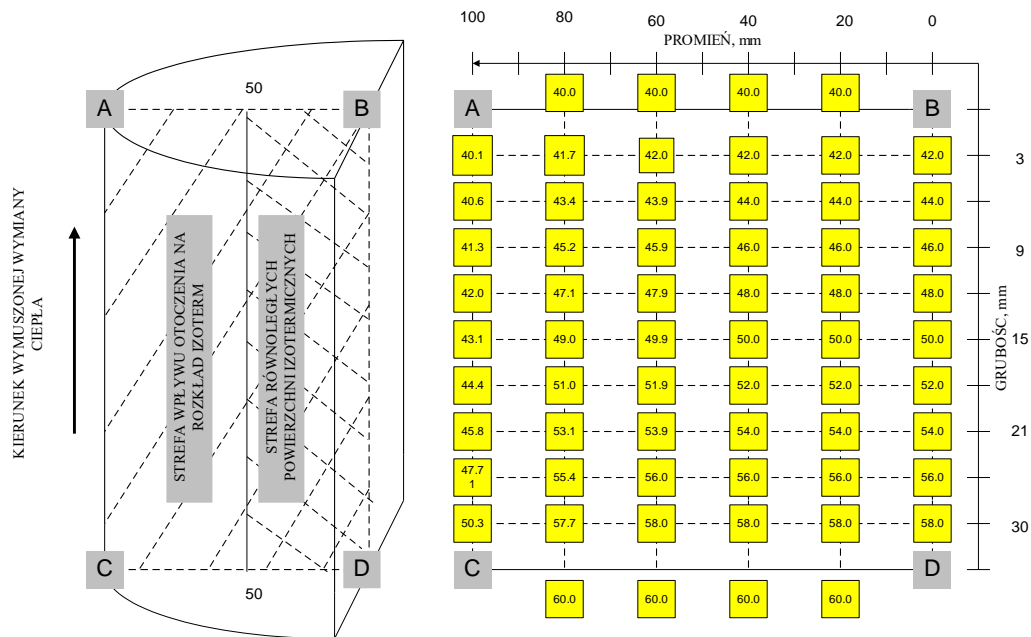 100 80 60 40 20 0
PROMIEŃ, mm
50
A B
KIERUNEK WYMUSZONEJ WYMIANY
CIEPŁA
STREFA WPŁYWU OTOCZENIA NA
ROZKŁAD IZOTERM
STREFA RÓWNOLEGŁYCH
POWIERZCHNI IZOTERMICZNYCH
C D
50
40.0 40.0 40.0 40.0
A B
40.1 41.7 42.0 42.0 42.0 42.0 3
40.6 43.4 43.9 44.0 44.0 44.0
41.3 45.2 45.9 46.0 46.0 46.0 9
42.0 47.1 47.9 48.0 48.0 48.0
43.1 49.0 49.9 50.0 50.0 50.0 15
44.4 51.0 51.9 52.0 52.0 52.0
45.8 53.1 53.9 54.0 54.0 54.0 21
47.7
1 55.4 56.0 56.0 56.0 56.0
50.3 57.7 58.0 58.0 58.0 58.0 30
C D
60.0 60.0 60.0 60.0
GRUBOŚĆ, mm